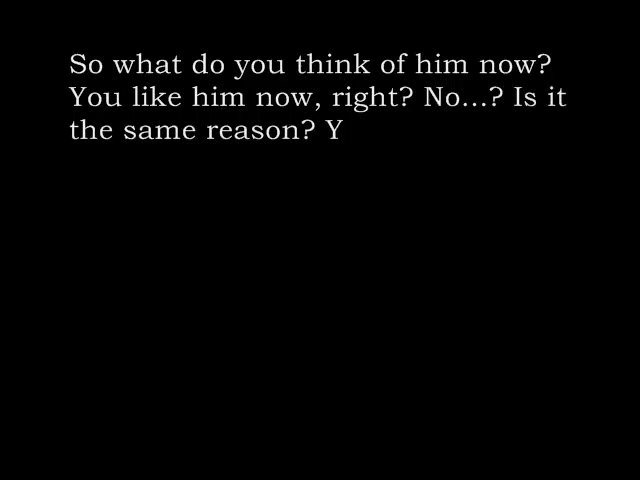 So what do you think of him now?
You like him now, right? No...? Is it
the same reason? Y